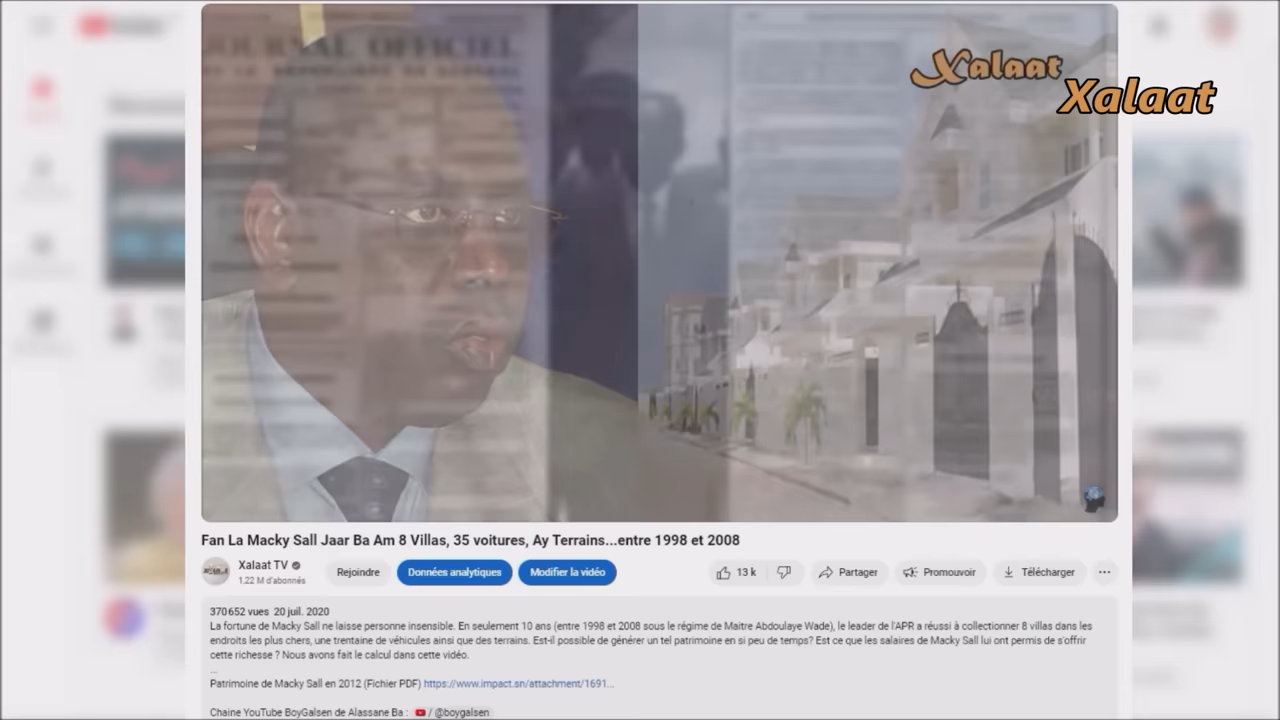 JOURNAL OFFICIEL
Xalaat
Xalaat
Fan La Macky Sall Jaar Ba Am 8 Villas, 35 voitures, Ay Terrains...entre 1998 et 2008
Xalaat TV
1,22 M d'abonnés
Rejoindre
Données analytiques
Modifier la vidéo
13 k
Partager
Promouvoir
Télécharger
370 652 vues 20 juil. 2020
La fortune de Macky Sall ne laisse personne insensible. En seulement 10 ans (entre 1998 et 2008 sous le régime de Maitre Abdoulaye Wade), le leader de l'APR a réussi à collectionner 8 villas dans les
endroits les plus chers, une trentaine de véhicules ainsi que des terrains. Est-il possible de générer un tel patrimoine en si peu de temps? Est ce que les salaires de Macky Sall lui ont permis de s'offrir
cette richesse ? Nous avons fait le calcul dans cette vidéo.
...
Patrimoine de Macky Sall en 2012 (Fichier PDF) https://www.impact.sn/attachment/1691...
Chaine YouTube BoyGalsen de Alassane Ba : / @boygalsen